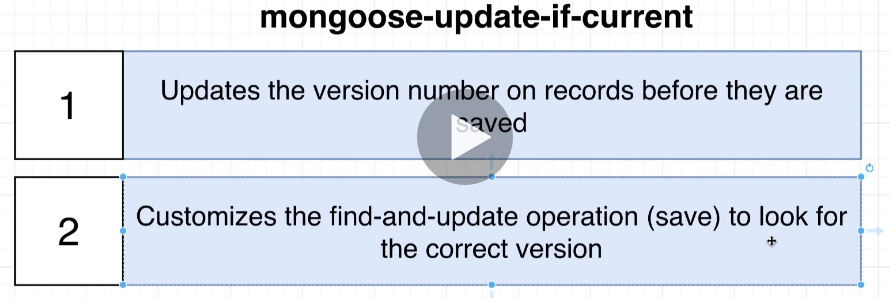 mongoose-update-if-current
1
Updates the version number on records before they are
saved
2
Customizes the find-and-update operation (save) to look for
the correct version